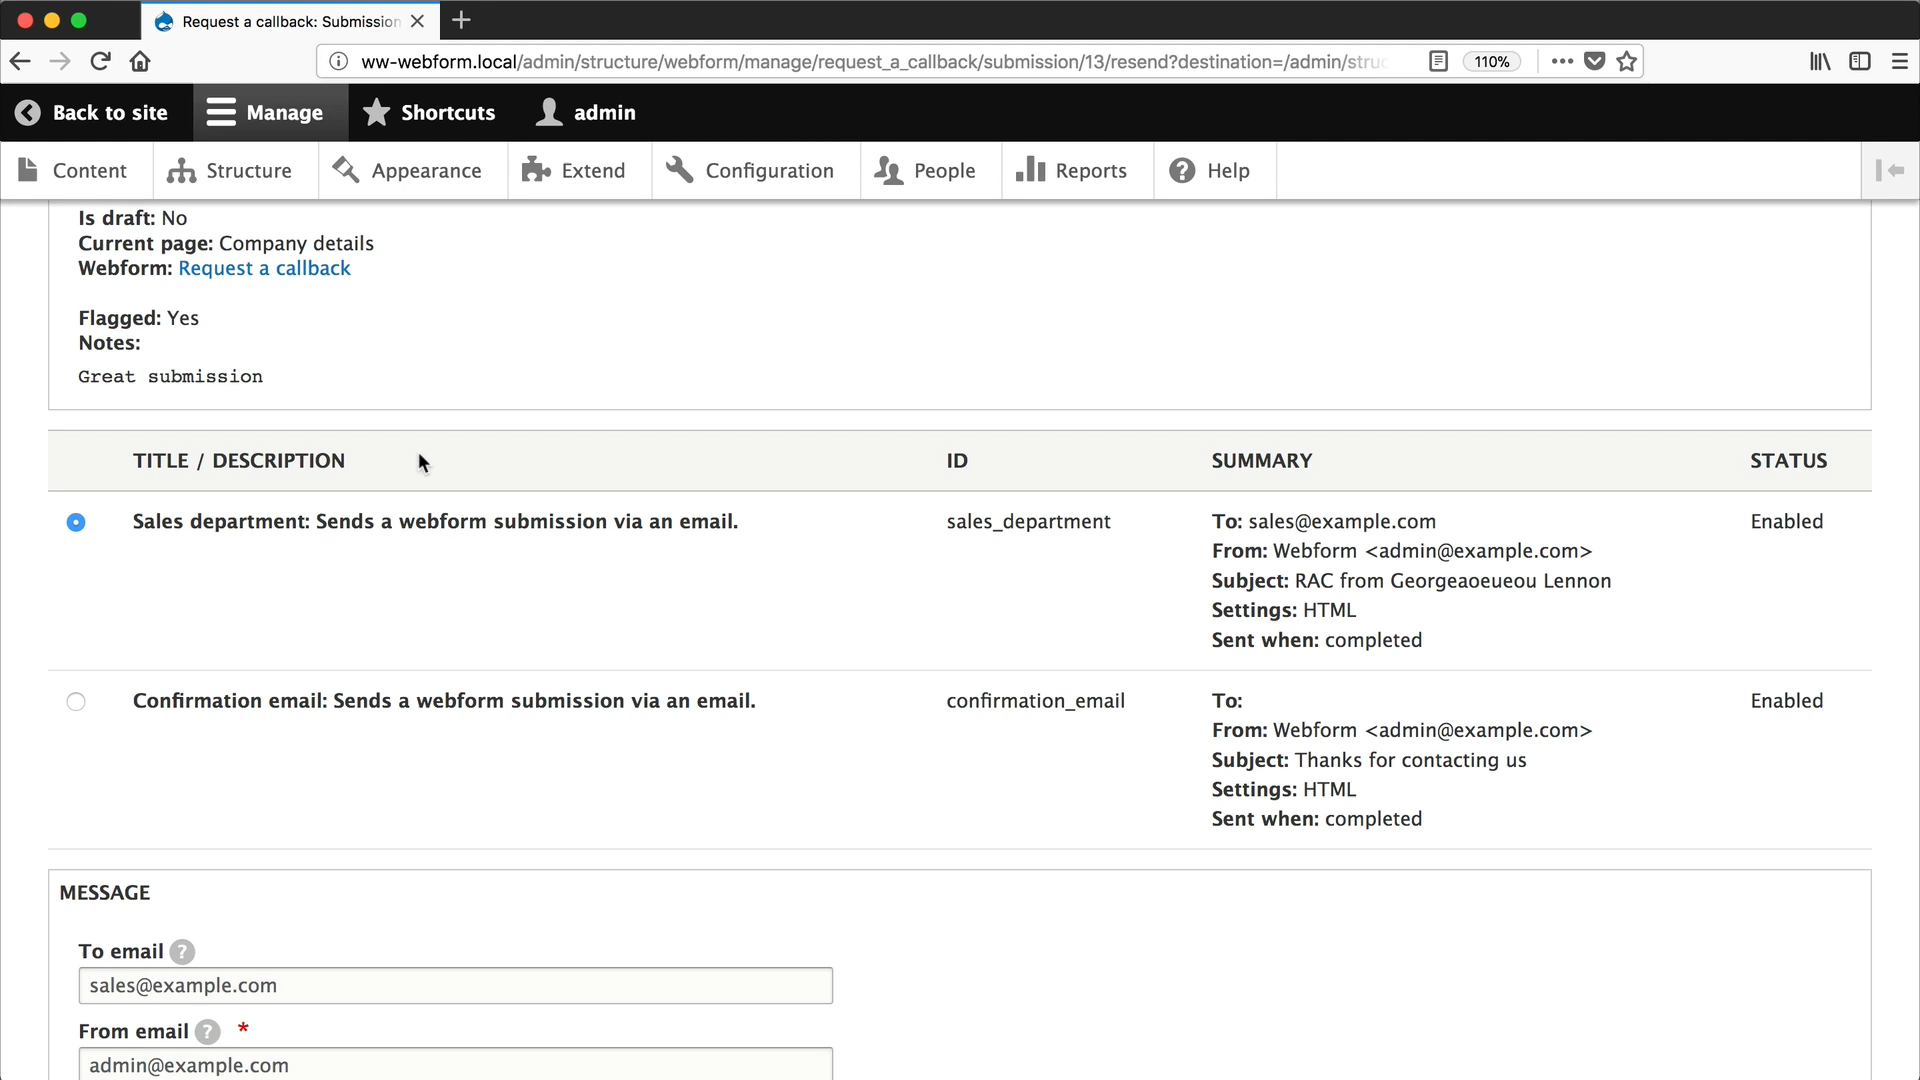 Request a callback: Submission
ww-webform.local/admin/structure/webform/manage/request_a_callback/submission/13/resend?destination=/admin/struc
110%
Back to site
Manage
Shortcuts
admin
Content
Structure
Appearance
Extend
Configuration
People
Reports
Help
Is draft: No
Current page: Company details
Webform: Request a callback
Flagged: Yes
Notes:
Great submission
TITLE / DESCRIPTION ID SUMMARY STATUS
Sales department: Sends a webform submission via an email. sales_department To: sales@example.com Enabled
From: Webform <admin@example.com>
Subject: RAC from Georgeaoeueou Lennon
Settings: HTML
Sent when: completed
Confirmation email: Sends a webform submission via an email. confirmation_email To: Enabled
From: Webform <admin@example.com>
Subject: Thanks for contacting us
Settings: HTML
Sent when: completed
MESSAGE
To email ?
sales@example.com
From email ? *
admin@example.com